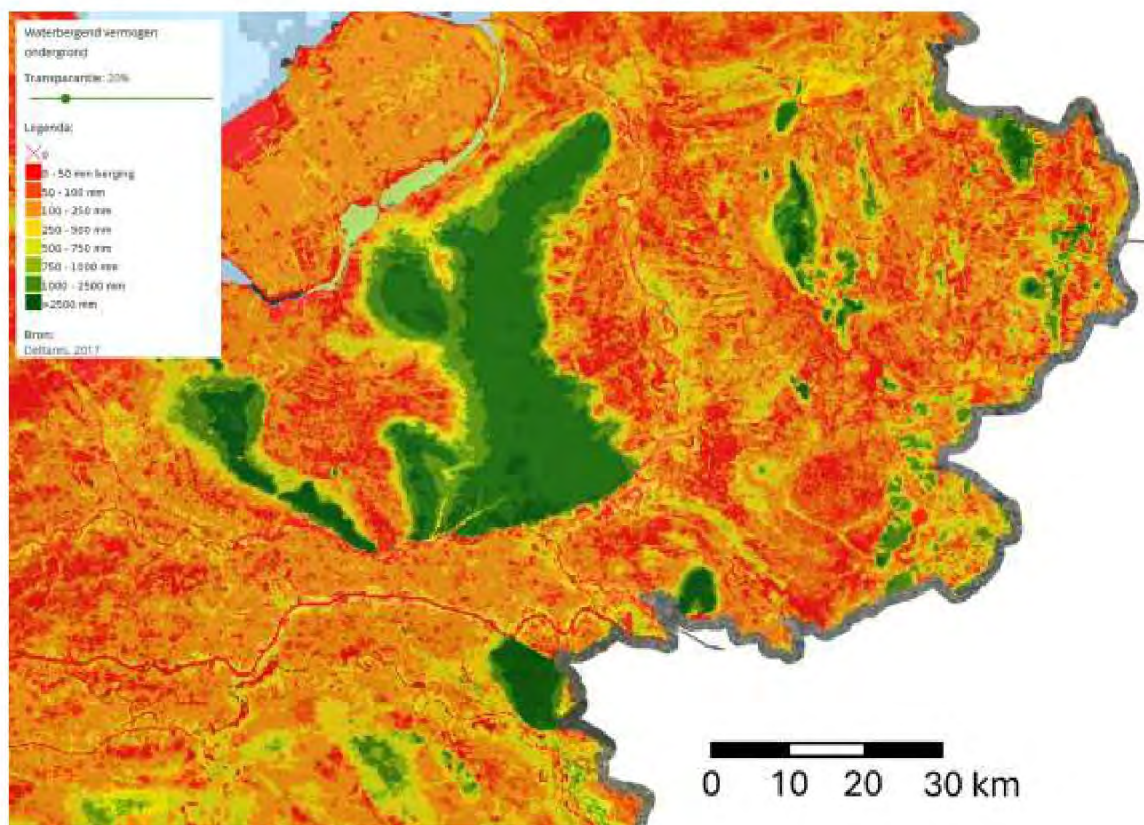 Waterbergend vermogen
ondergrond
Transparantie: 20%
Legenda:
0
0 - 50 mm berging
50 - 100 mm
100 - 250 mm
250 - 500 mm
500 - 750 mm
750 - 1000 mm
1000 - 2500 mm
>2500 mm
Bron:
Deltares, 2017
0 10 20 30 km